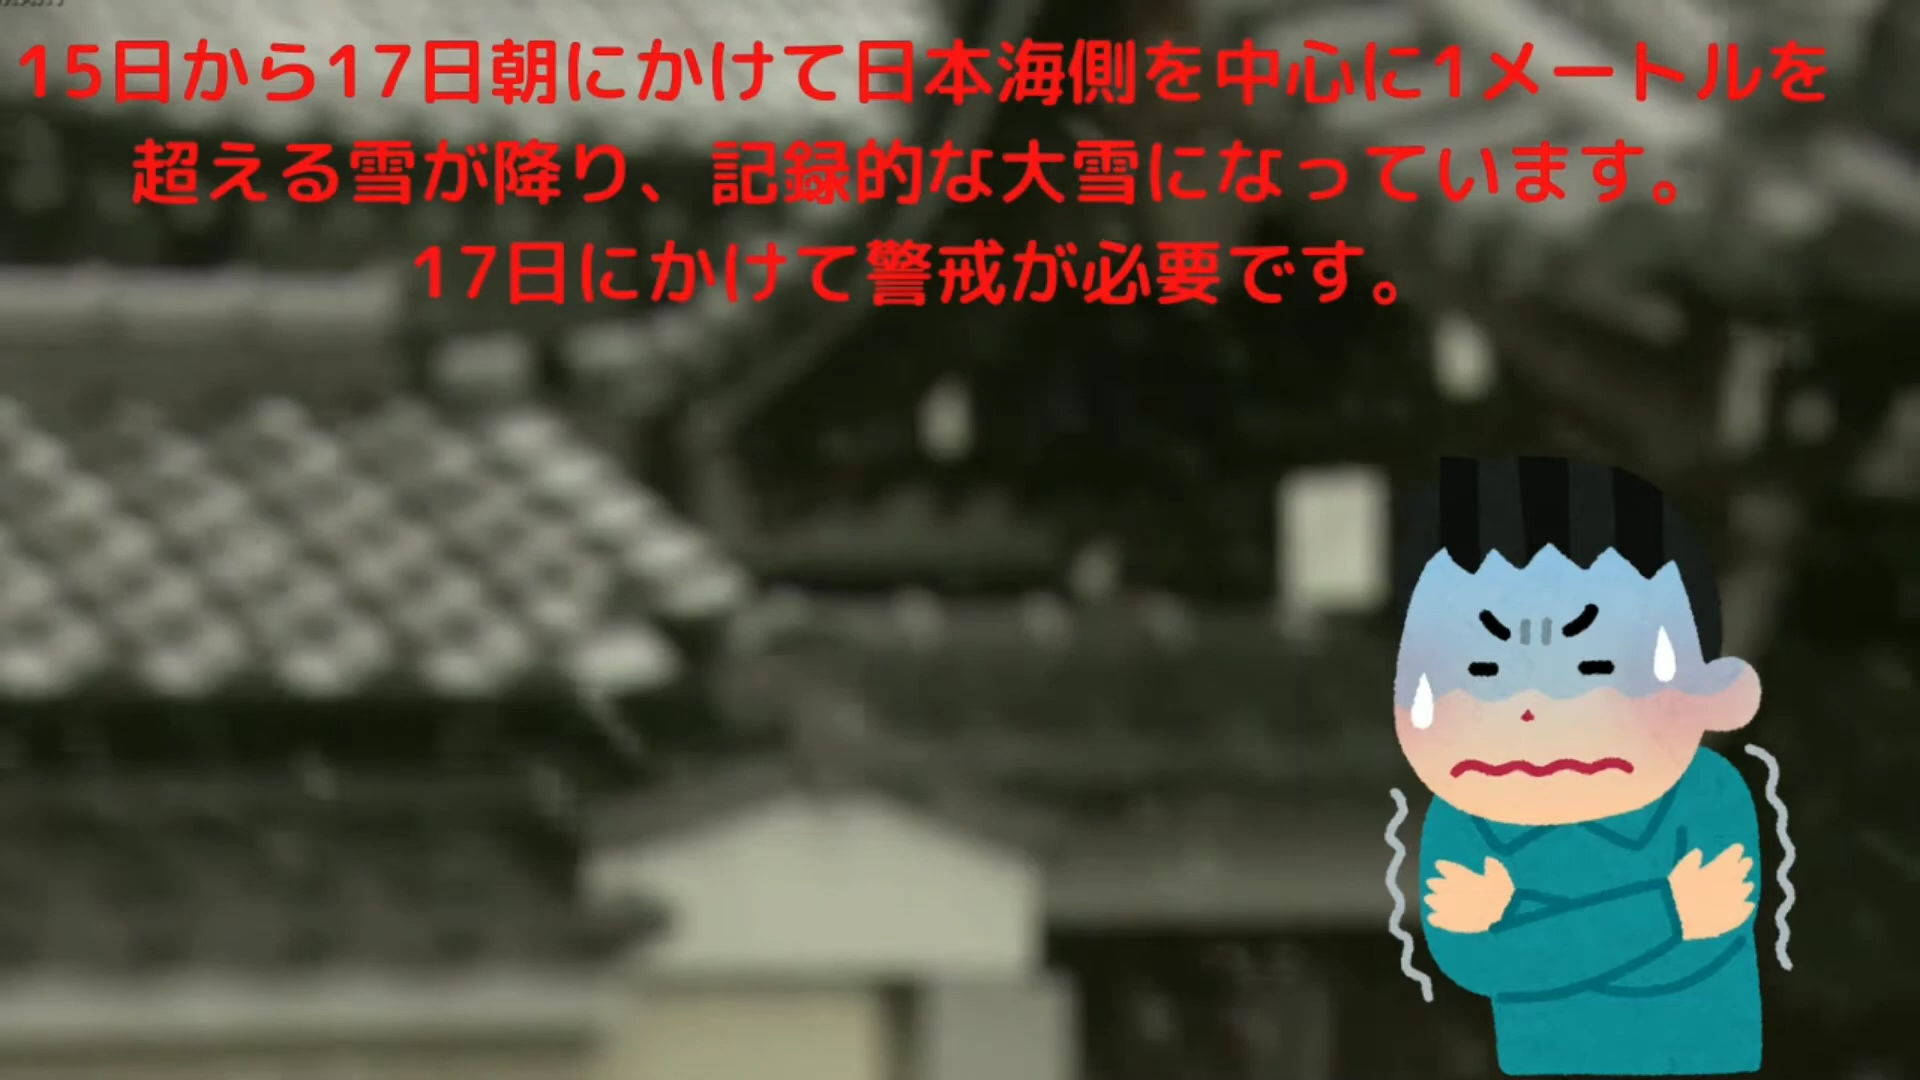 15日から17日朝にかけて日本海側を中心に1メートルを
超える雪が降り、記録的な大雪になっています。
17日にかけて警戒が必要です。